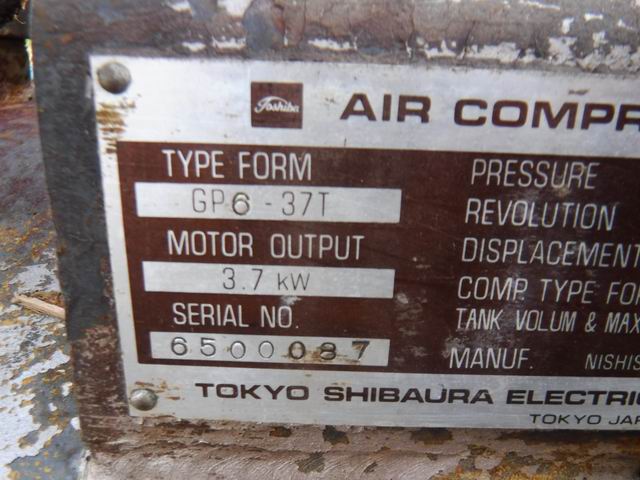 Toshiba AIR COMPR
TYPE FORM
GP6-37T
MOTOR OUTPUT
3.7 kW
SERIAL NO.
6500087
PRESSURE
REVOLUTION
DISPLACEMENT
COMP. TYPE FO
TANK VOLUM & MAX
MANUF. NISHIS
TOKYO SHIBAURA ELECTRIC
TOKYO JAP